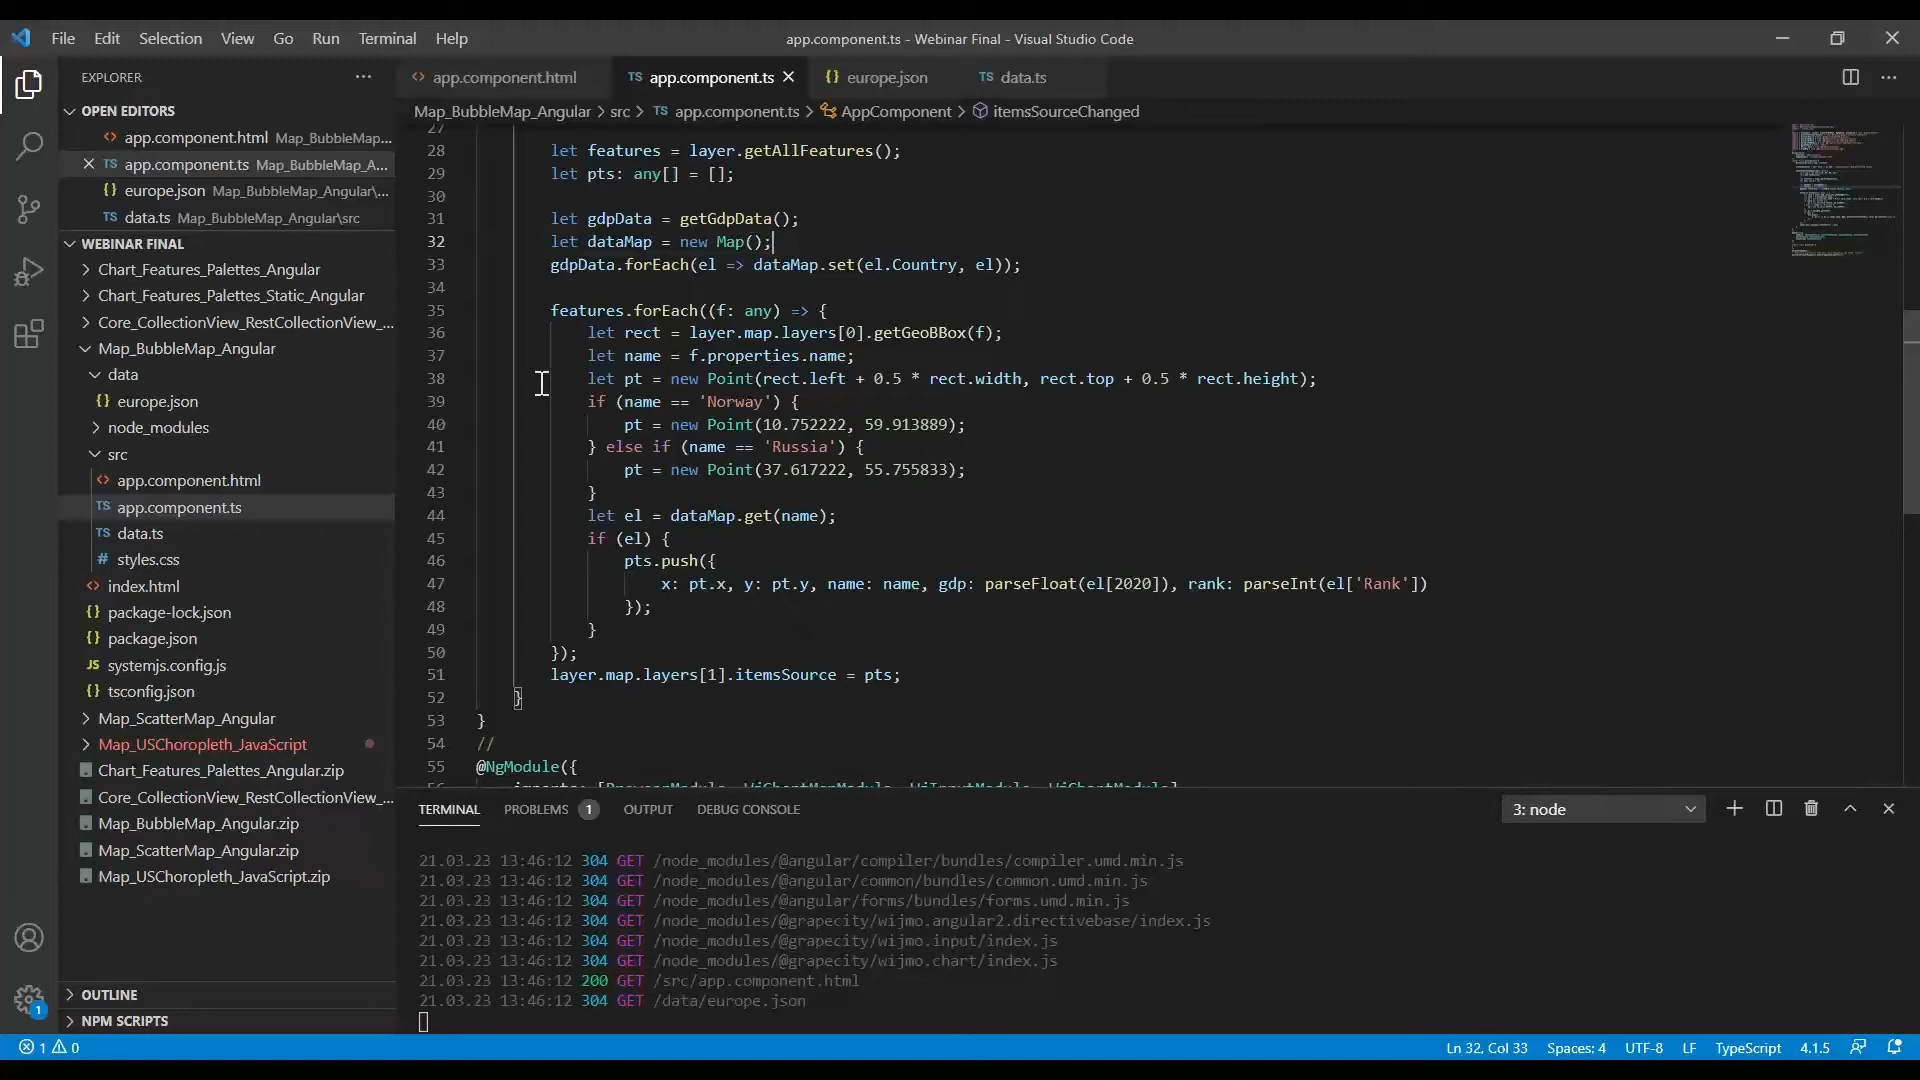 File Edit Selection View Go Run Terminal Help
app.component.ts - Webinar Final - Visual Studio Code
EXPLORER
OPEN EDITORS
app.component.html Map_BubbleMap...
app.component.ts Map_BubbleMap_A...
europe.json Map_BubbleMap_Angular\...
data.ts Map_BubbleMap_Angular\src
WEBINAR FINAL
Chart_Features_Palettes_Angular
Chart_Features_Palettes_Static_Angular
Core_CollectionView_RestCollectionView_...
Map_BubbleMap_Angular
data
europe.json
node_modules
src
app.component.html
app.component.ts
data.ts
styles.css
index.html
package-lock.json
package.json
systemjs.config.js
tsconfig.json
Map_ScatterMap_Angular
Map_USChoropleth_JavaScript
Chart_Features_Palettes_Angular.zip
Core_CollectionView_RestCollectionView_...
Map_BubbleMap_Angular.zip
Map_ScatterMap_Angular.zip
Map_USChoropleth_JavaScript.zip
OUTLINE
NPM SCRIPTS
app.component.html TS app.component.ts europe.json TS data.ts
Map_BubbleMap_Angular > src > TS app.component.ts > AppComponent > itemsSourceChanged
27
28 let features = layer.getAllFeatures();
29 let pts: any[] = [];
30
31 let gdpData = getGdpData();
32 let dataMap = new Map();
33 gdpData.forEach(el => dataMap.set(el.Country, el));
34
35 features.forEach((f: any) => {
36 let rect = layer.map.layers[0].getGeoBBox(f);
37 let name = f.properties.name;
38 let pt = new Point(rect.left + 0.5 * rect.width, rect.top + 0.5 * rect.height);
39 if (name == 'Norway') {
40 pt = new Point(10.752222, 59.913889);
41 } else if (name == 'Russia') {
42 pt = new Point(37.617222, 55.755833);
43 }
44 let el = dataMap.get(name);
45 if (el) {
46 pts.push({
47 x: pt.x, y: pt.y, name: name, gdp: parseFloat(el[2020]), rank: parseInt(el['Rank'])
48 });
49 }
50 });
51 layer.map.layers[1].itemsSource = pts;
52 }
53 }
54 //
55 @NgModule({
TERMINAL PROBLEMS 1 OUTPUT DEBUG CONSOLE 3: node
21.03.23 13:46:12 304 GET /node_modules/@angular/compiler/bundles/compiler.umd.min.js
21.03.23 13:46:12 304 GET /node_modules/@angular/common/bundles/common.umd.min.js
21.03.23 13:46:12 304 GET /node_modules/@angular/forms/bundles/forms.umd.min.js
21.03.23 13:46:12 304 GET /node_modules/@grapecity/wijmo.angular2.directivebase/index.js
21.03.23 13:46:12 304 GET /node_modules/@grapecity/wijmo.input/index.js
21.03.23 13:46:12 304 GET /node_modules/@grapecity/wijmo.chart/index.js
21.03.23 13:46:12 200 GET /src/app.component.html
21.03.23 13:46:12 304 GET /data/europe.json
1
1 0 Ln 32, Col 33 Spaces: 4 UTF-8 LF TypeScript 4.1.5